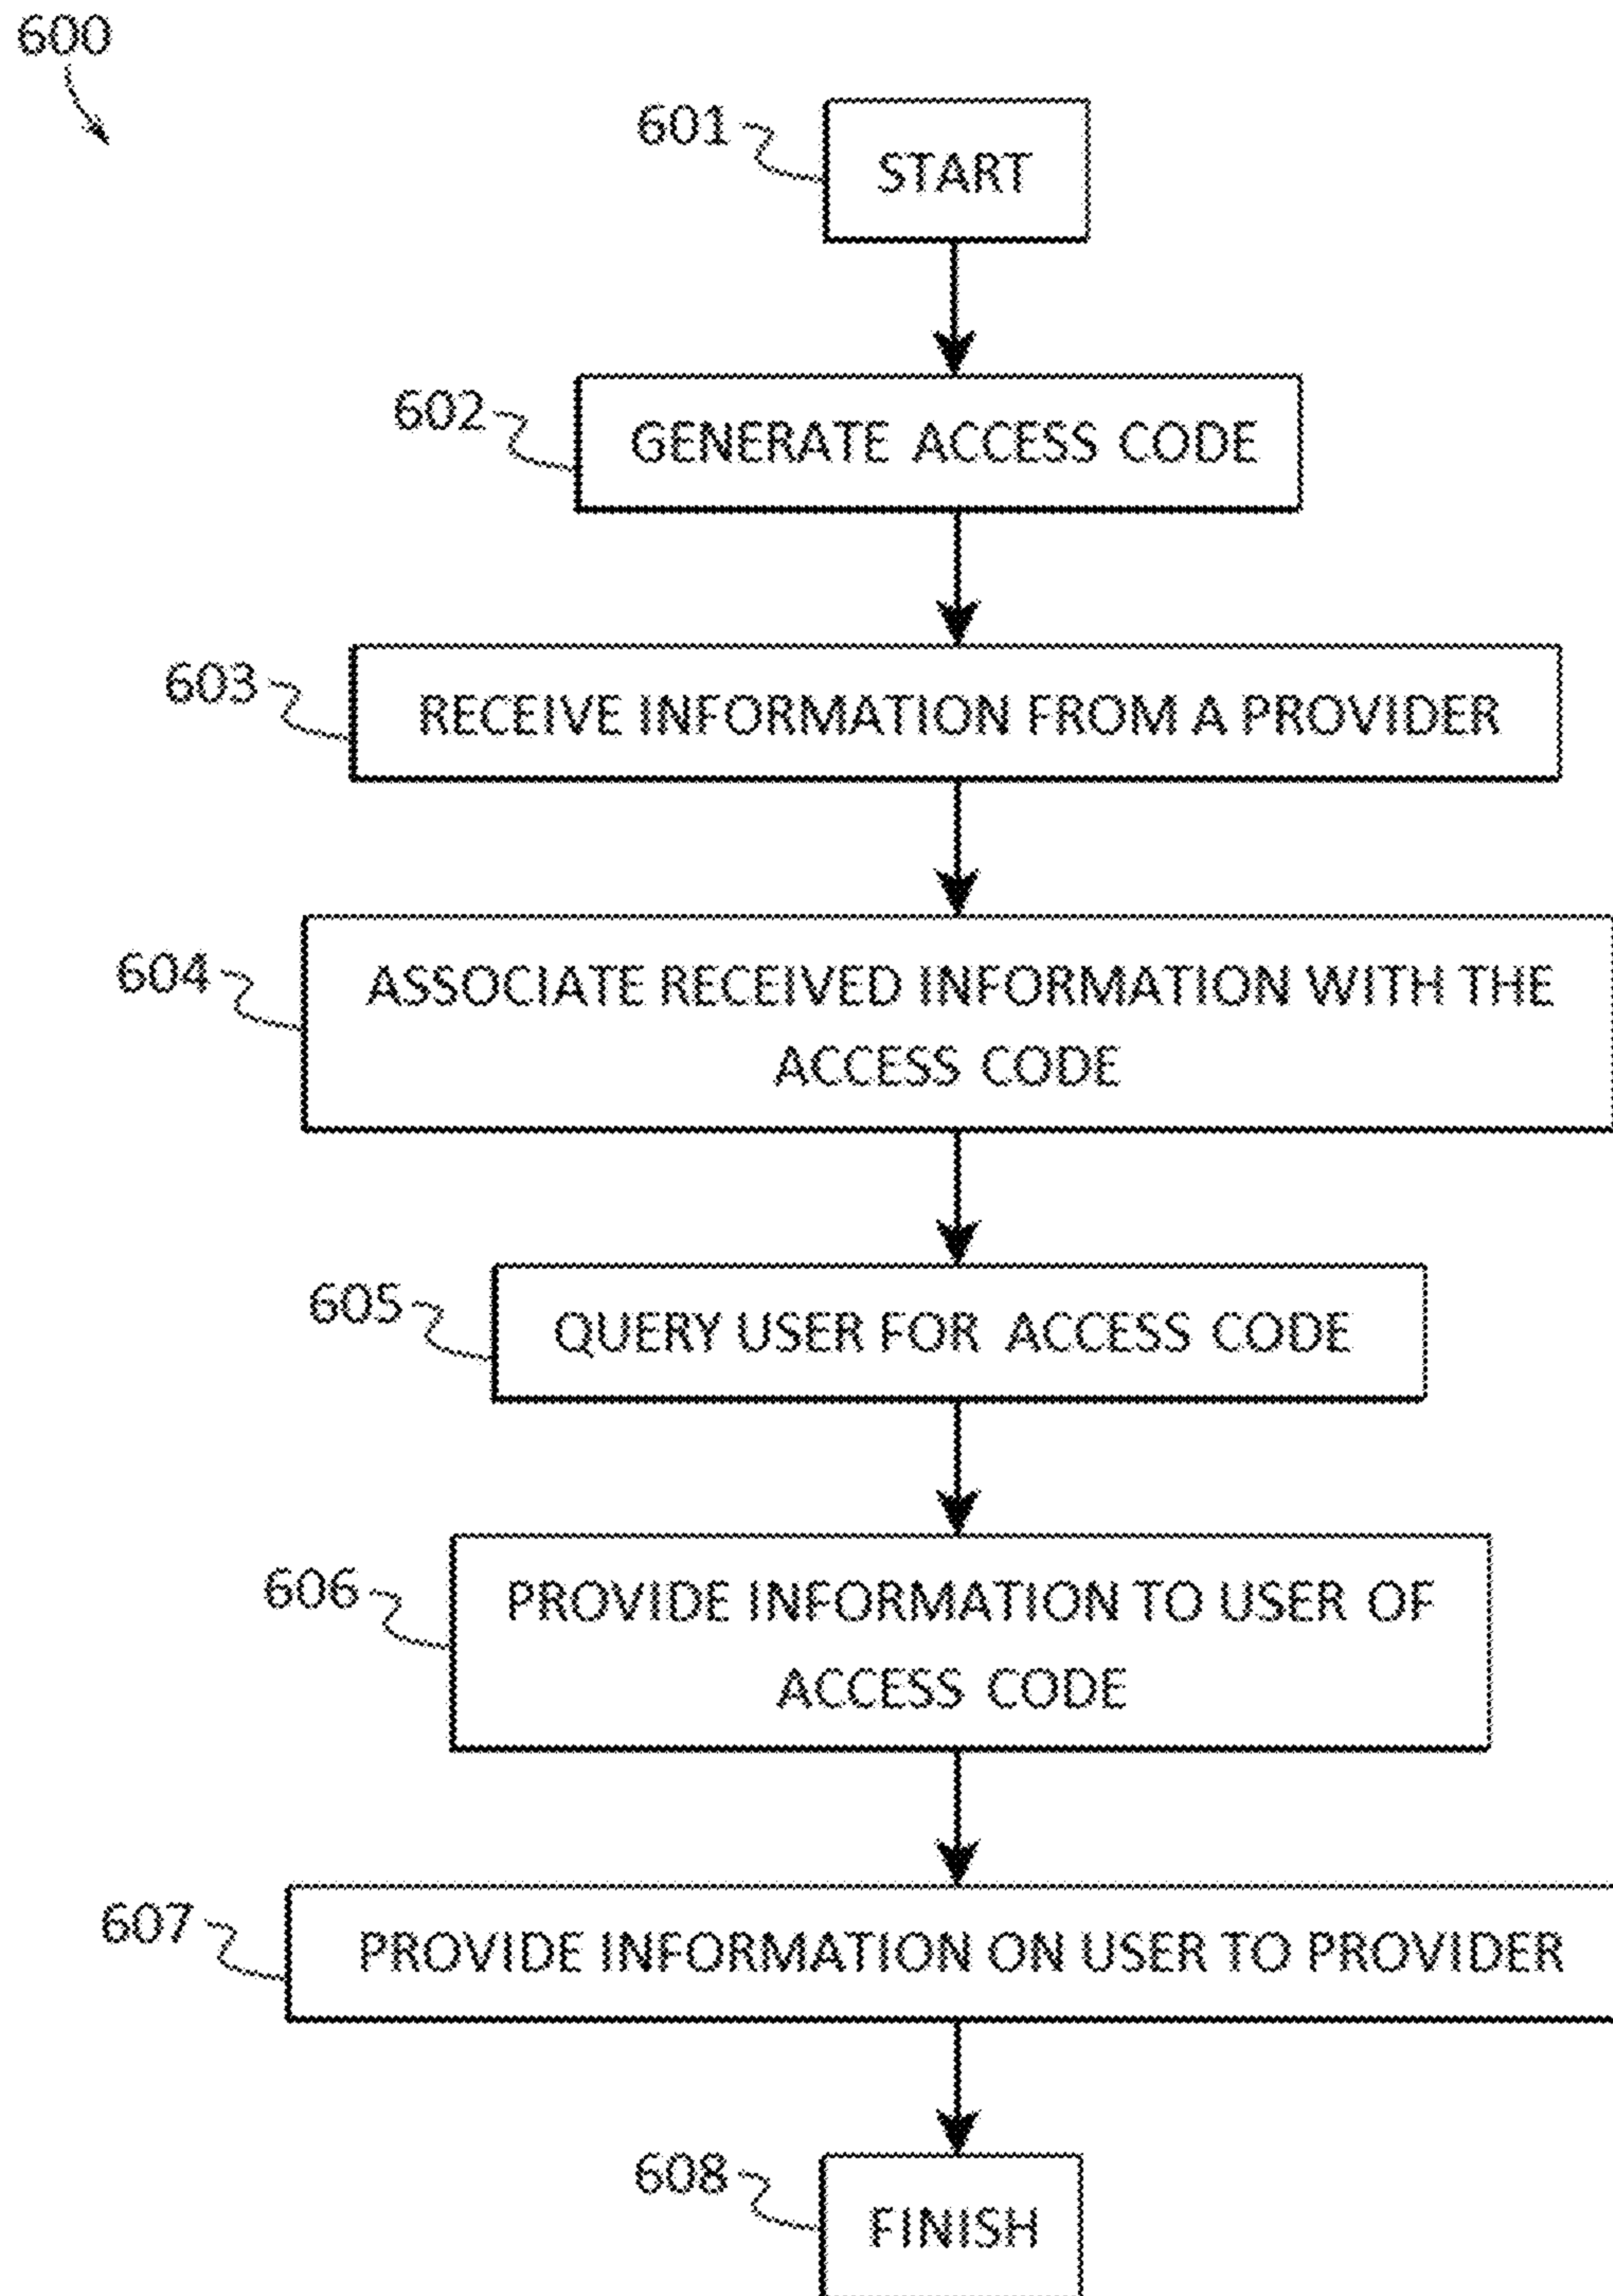 600
601
START
602
GENERATE ACCESS CODE
603
RECEIVE INFORMATION FROM A PROVIDER
604
ASSOCIATE RECEIVED INFORMATION WITH THE
ACCESS CODE
605
QUERY USER FOR ACCESS CODE
606
PROVIDE INFORMATION TO USER OF
ACCESS CODE
607
PROVIDE INFORMATION ON USER TO PROVIDER
608
FINISH